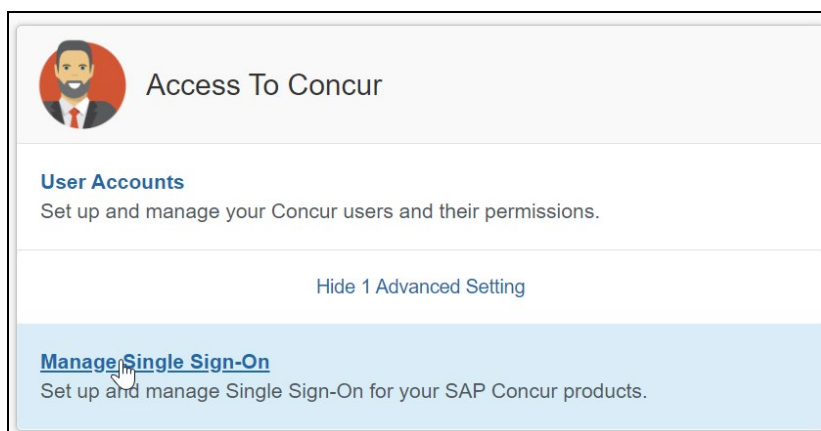 Access To Concur
User Accounts
Set up and manage your Concur users and their permissions.
Hide 1 Advanced Setting
Manage Single Sign-On
Set up and manage Single Sign-On for your SAP Concur products.